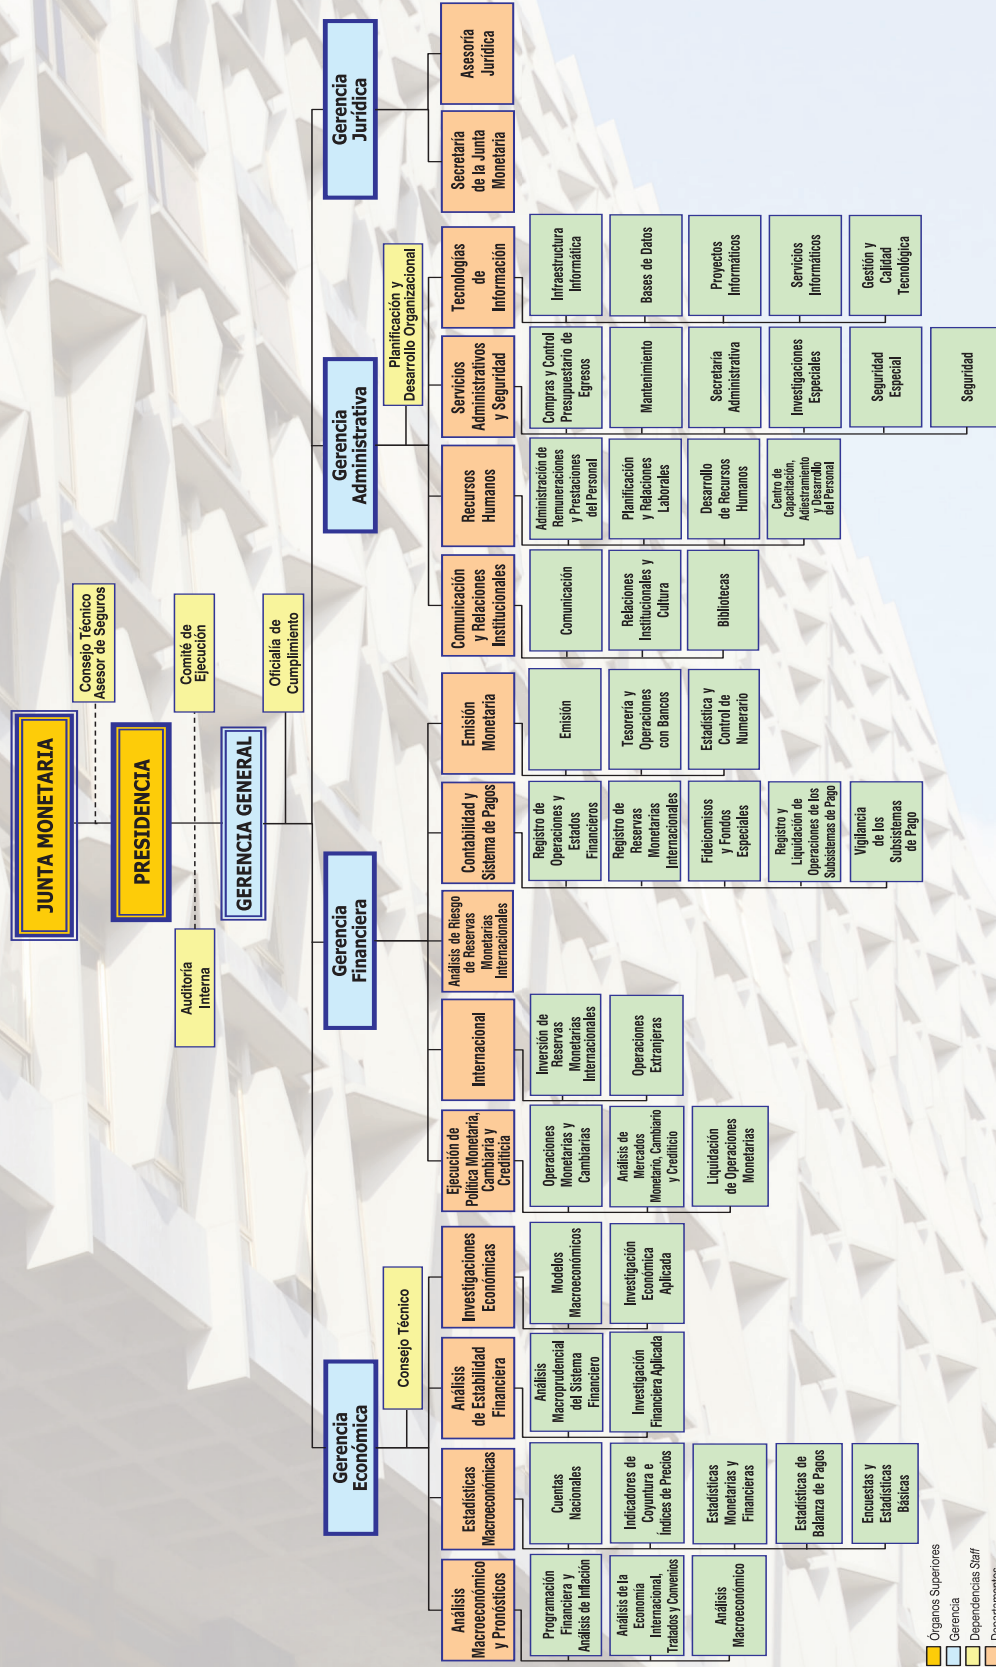 JUNTA MONETARIA
Consejo Técnico
Asesor de Seguros
PRESIDENCIA
Auditoría
Interna
Comité de
Ejecución
GERENCIA GENERAL
Oficialía de
Cumplimiento
Gerencia
Económica
Gerencia
Financiera
Gerencia
Administrativa
Gerencia
Jurídica
Consejo Técnico
Planificación y
Desarrollo Organizacional
Análisis
Macroeconómico
y Pronósticos
Programación
Financiera y
Análisis de Inflación
Análisis de la
Economía
Internacional,
Tratados y Convenios
Análisis
Macroeconómico
Estadísticas
Macroeconómicas
Cuentas
Nacionales
Indicadores de
Coyuntura e
Índices de Precios
Estadísticas
Monetarias y
Financieras
Estadísticas de
Balanza de Pagos
Encuestas y
Estadísticas
Básicas
Análisis
de Estabilidad
Financiera
Análisis
Macroprudencial
del Sistema
Financiero
Investigación
Financiera Aplicada
Investigaciones
Económicas
Modelos
Macroeconómicos
Investigación
Económica
Aplicada
Ejecución de
Política Monetaria,
Cambiaria y
Crediticia
Operaciones
Monetarias y
Cambiarias
Análisis de
Mercados
Monetario, Cambiario
y Crediticio
Liquidación
de Operaciones
Monetarias
Internacional
Inversión de
Reservas
Monetarias
Internacionales
Operaciones
Extranjeras
Análisis de Riesgo
de Reservas
Monetarias
Internacionales
Contabilidad y
Sistema de Pagos
Registro de
Operaciones y
Estados
Financieros
Registro de
Reservas
Monetarias
Internacionales
Fideicomisos
y Fondos
Especiales
Registro y
Liquidación de
Operaciones de los
Subsistemas de Pago
Vigilancia
de los
Subsistemas
de Pago
Emisión
Monetaria
Emisión
Tesorería y
Operaciones
con Bancos
Estadística y
Control de
Numerario
Comunicación
y Relaciones
Institucionales
Comunicación
Relaciones
Institucionales y
Cultura
Bibliotecas
Recursos
Humanos
Administración de
Remuneraciones
y Prestaciones
del Personal
Planificación
y Relaciones
Laborales
Desarrollo
de Recursos
Humanos
Centro de
Capacitación,
Adiestramiento
y Desarrollo
del Personal
Servicios
Administrativos
y Seguridad
Compras y Control
Presupuestario de
Egresos
Mantenimiento
Secretaría
Administrativa
Investigaciones
Especiales
Seguridad
Especial
Seguridad
Tecnologías
de
Información
Infraestructura
Informática
Bases de Datos
Proyectos
Informáticos
Servicios
Informáticos
Gestión y
Calidad
Tecnológica
Secretaría
de la Junta
Monetaria
Asesoría
Jurídica
Órganos Superiores
Gerencia
Dependencias Staff
Departamentos